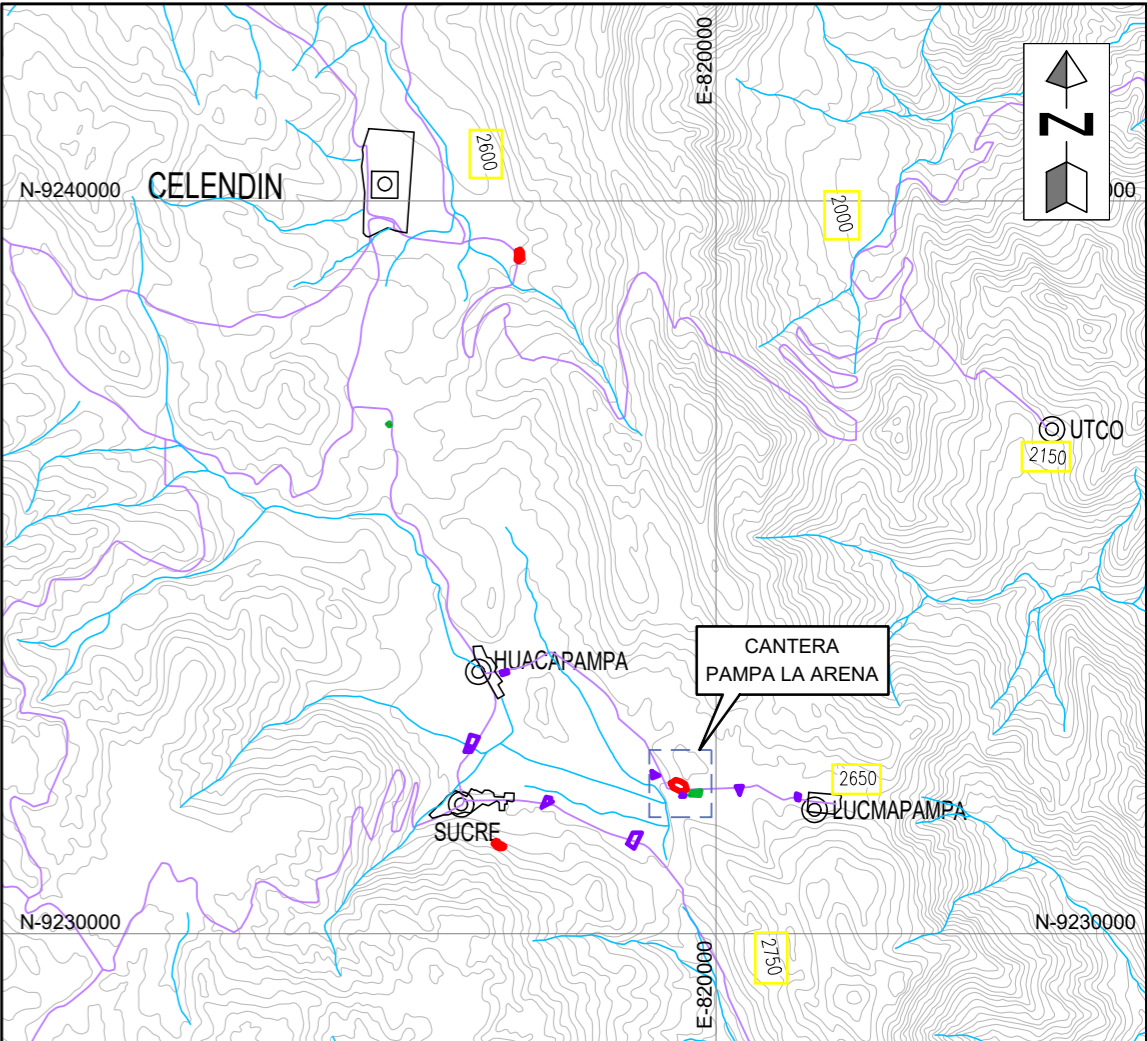 E-820000
N
2600
N-9240000
CELENDIN
2000
000
UTCO
2150
CANTERA
PAMPA LA ARENA
HUACAPAMPA
2650
LUCMAPAMPA
SUCRE
N-9230000
N-9230000
E-820000
2750